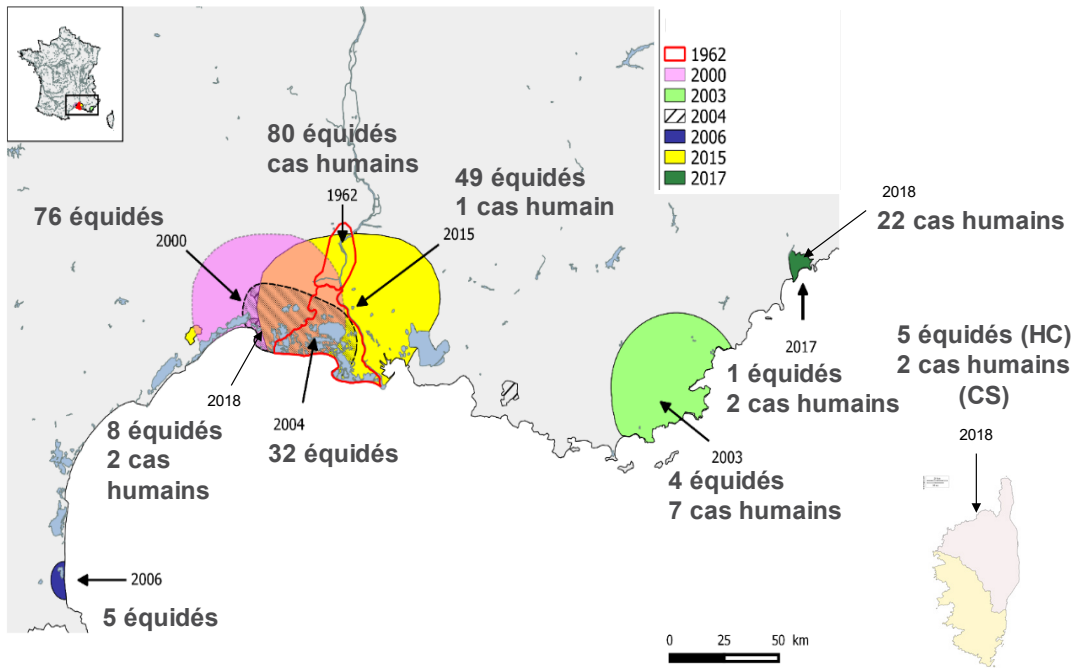 1962
2000
2003
2004
2006
2015
2017
80 équidés
cas humains
1962
49 équidés
1 cas humain
2015
76 équidés
2000
2018
22 cas humains
2017
1 équidés
2 cas humains
5 équidés (HC)
2 cas humains
(CS)
2018
2018
8 équidés
2 cas
humains
2004
32 équidés
2003
4 équidés
7 cas humains
2006
5 équidés
0 25 50 km